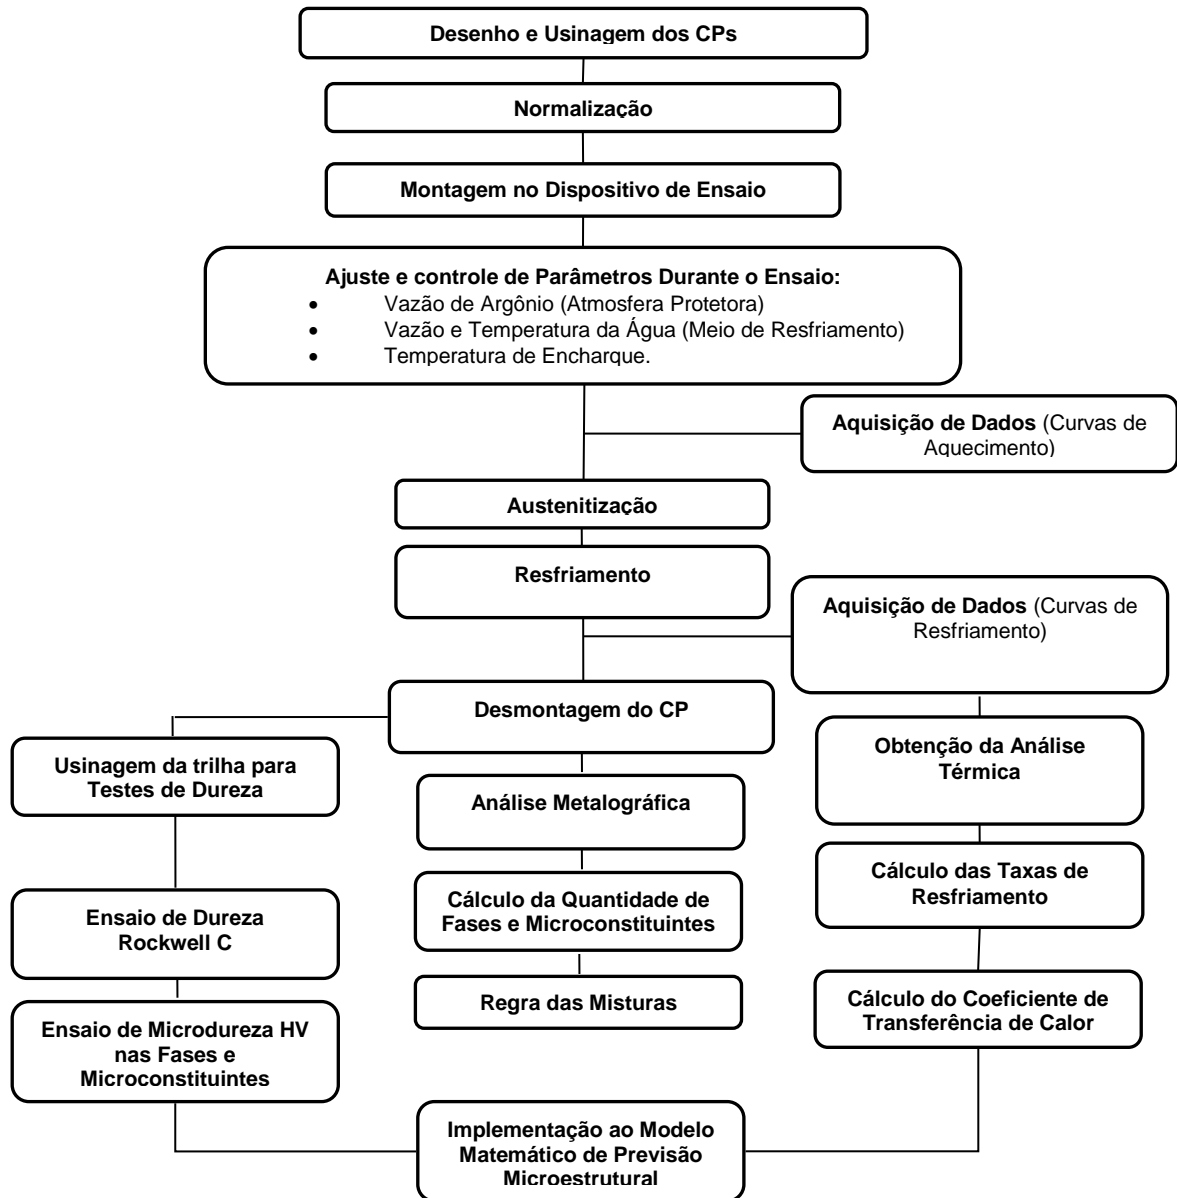 Desenho e Usinagem dos CPs
Normalização
Montagem no Dispositivo de Ensaio
Ajuste e controle de Parâmetros Durante o Ensaio:
• Vazão de Argônio (Atmosfera Protetora)
• Vazão e Temperatura da Água (Meio de Resfriamento)
• Temperatura de Encharque.
Aquisição de Dados (Curvas de
Aquecimento)
Austenitização
Resfriamento
Aquisição de Dados (Curvas de
Resfriamento)
Desmontagem do CP
Usinagem da trilha para
Testes de Dureza
Análise Metalográfica
Obtenção da Análise
Térmica
Ensaio de Dureza
Rockwell C
Cálculo da Quantidade de
Fases e Microconstituintes
Cálculo das Taxas de
Resfriamento
Ensaio de Microdureza HV
nas Fases e
Microconstituintes
Regra das Misturas
Cálculo do Coeficiente de
Transferência de Calor
Implementação ao Modelo
Matemático de Previsão
Microestrutural